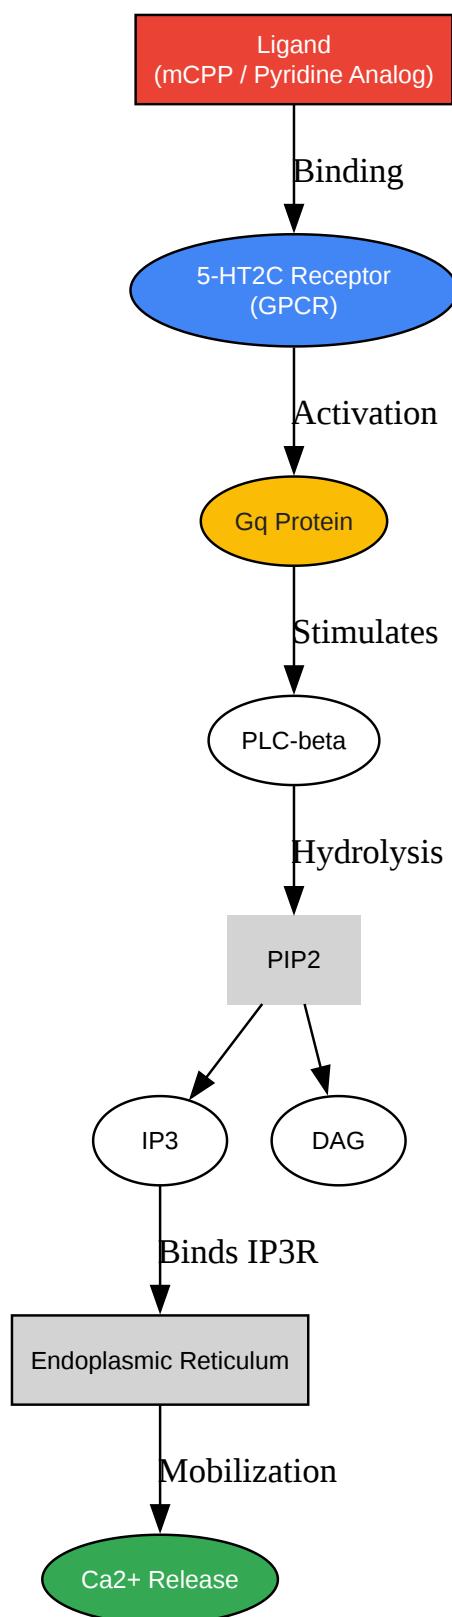 Ligand
(mCPP / Pyridine Analog)
Binding
5-HT2C Receptor
(GPCR)
Activation
Gq Protein
Stimulates
PLC-beta
Hydrolysis
PIP2
IP3
DAG
Binds IP3R
Endoplasmic Reticulum
Mobilization
Ca2+ Release